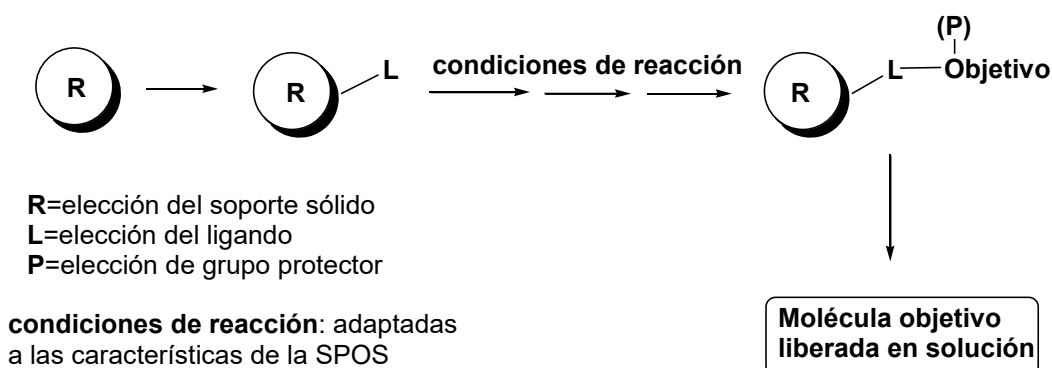 (P)
R
R
L
condiciones de reacción
R
L
Objetivo
R=elección del soporte sólido
L=elección del ligando
P=elección de grupo protector
condiciones de reacción: adaptadas
a las características de la SPOS
Molécula objetivo
liberada en solución